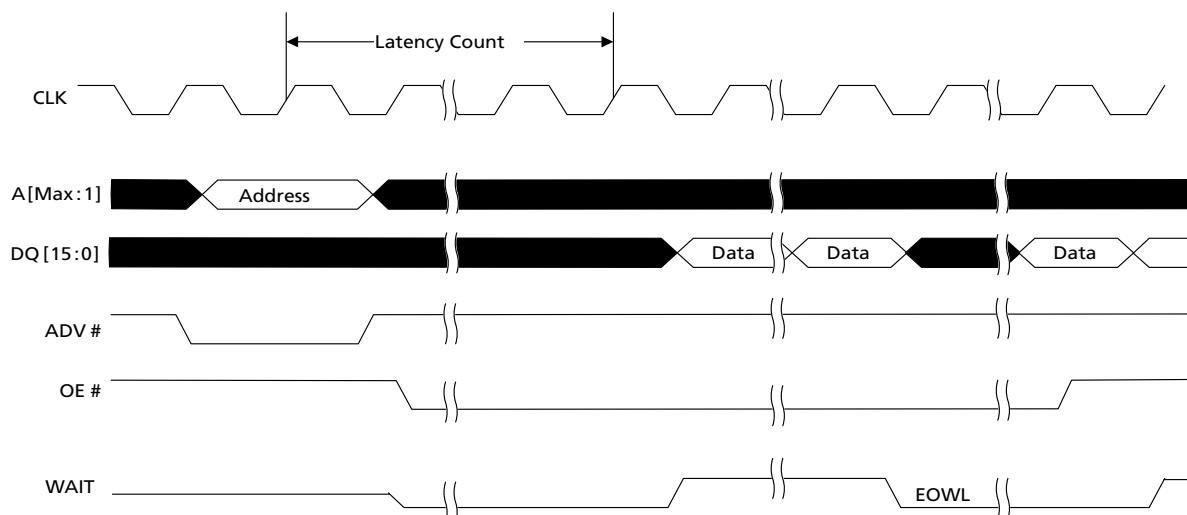 Latency Count
CLK
A[Max:1]
Address
DQ[15:0]
Data
Data
Data
ADV #
OE #
WAIT
EOWL